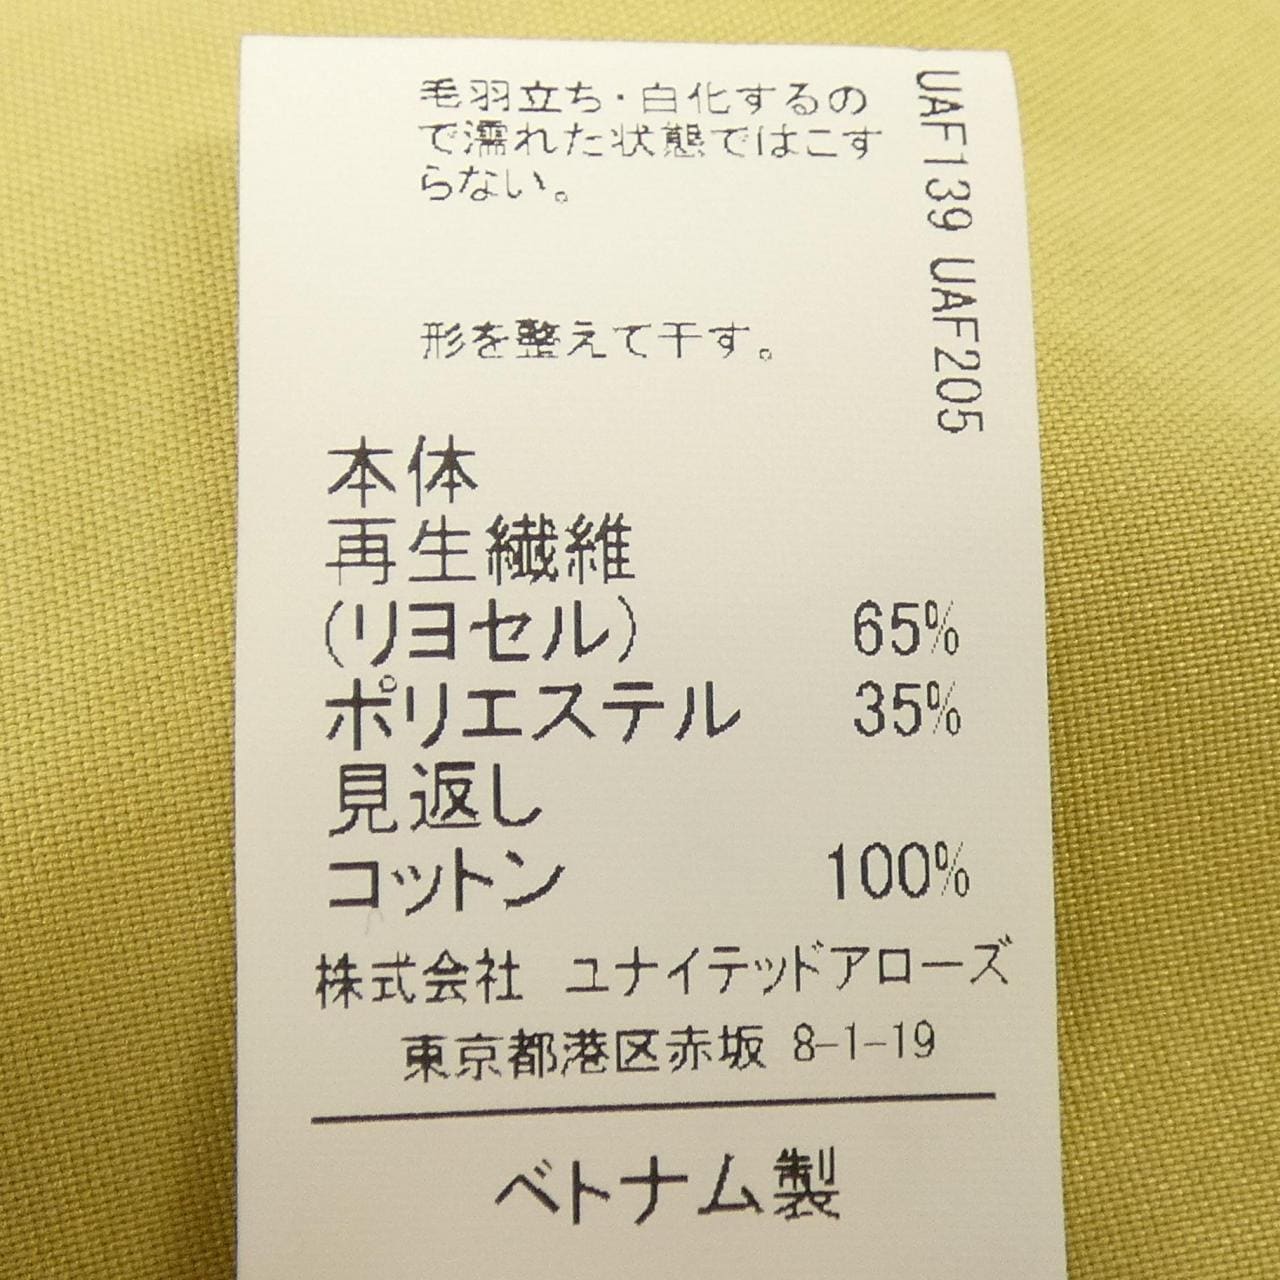 毛羽立ち・白化するの
で濡れた状態ではこす
らない。
形を整えて干す。
UAF139 UAF205
本体
再生繊維
(リヨセル) 65%
ポリエステル 35%
見返し
コットン 100%
株式会社 ユナイテッドアローズ
東京都港区赤坂 8-1-19
ベトナム製